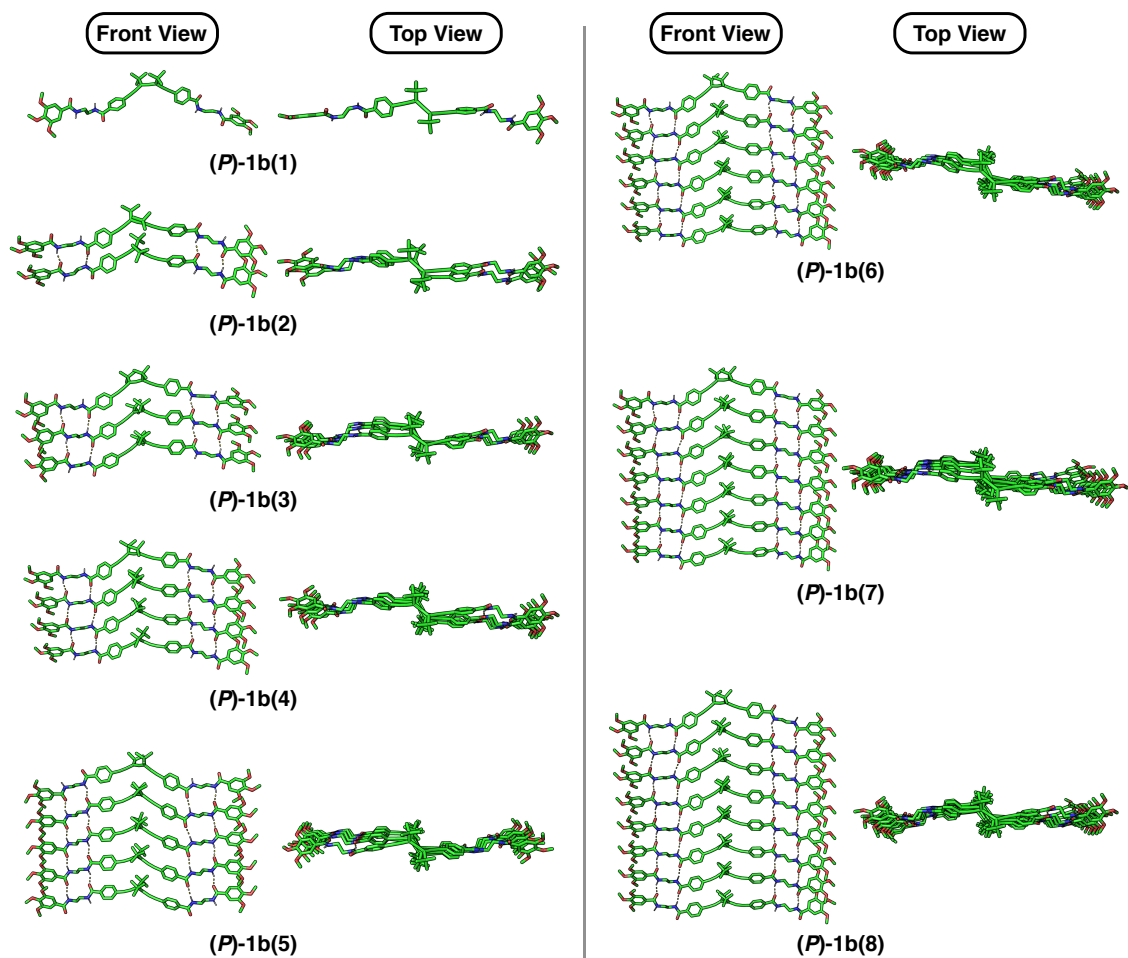 Front View
Top View
(P)-1b(1)
(P)-1b(2)
(P)-1b(3)
(P)-1b(4)
(P)-1b(5)
Front View
Top View
(P)-1b(6)
(P)-1b(7)
(P)-1b(8)